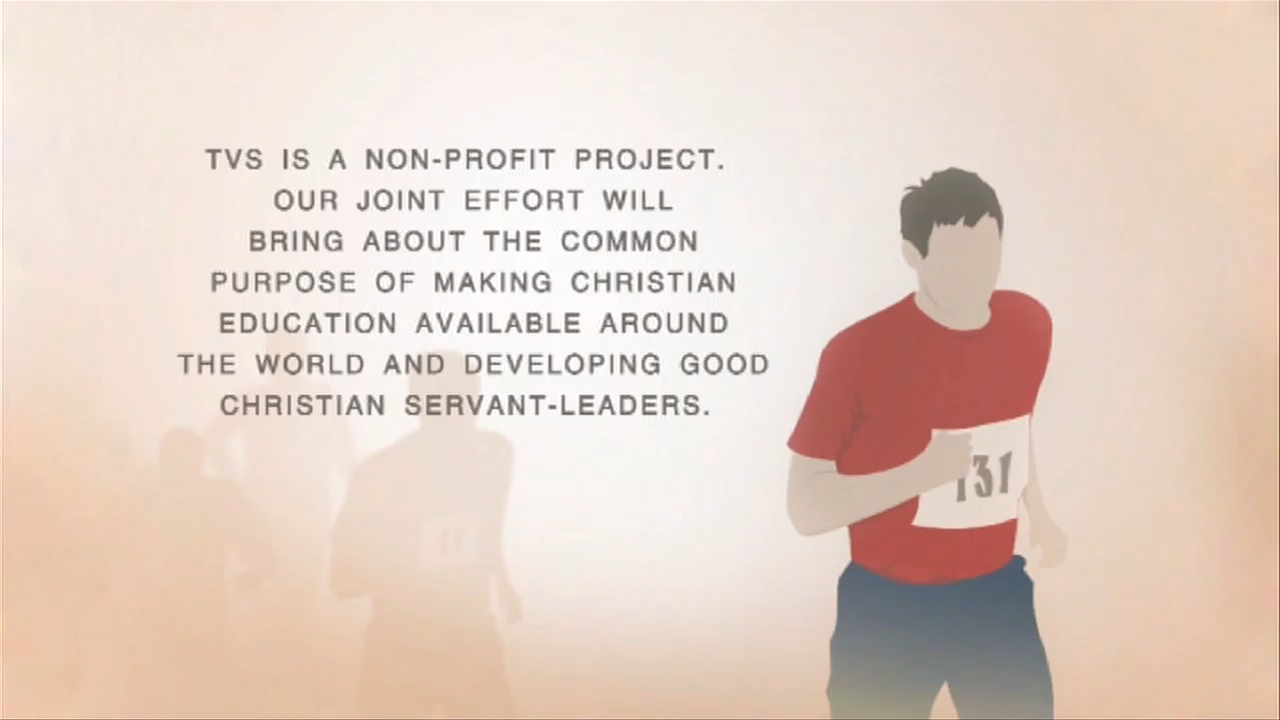 TVS IS A NON-PROFIT PROJECT.
OUR JOINT EFFORT WILL
BRING ABOUT THE COMMON
PURPOSE OF MAKING CHRISTIAN
EDUCATION AVAILABLE AROUND
THE WORLD AND DEVELOPING GOOD
CHRISTIAN SERVANT-LEADERS.
131